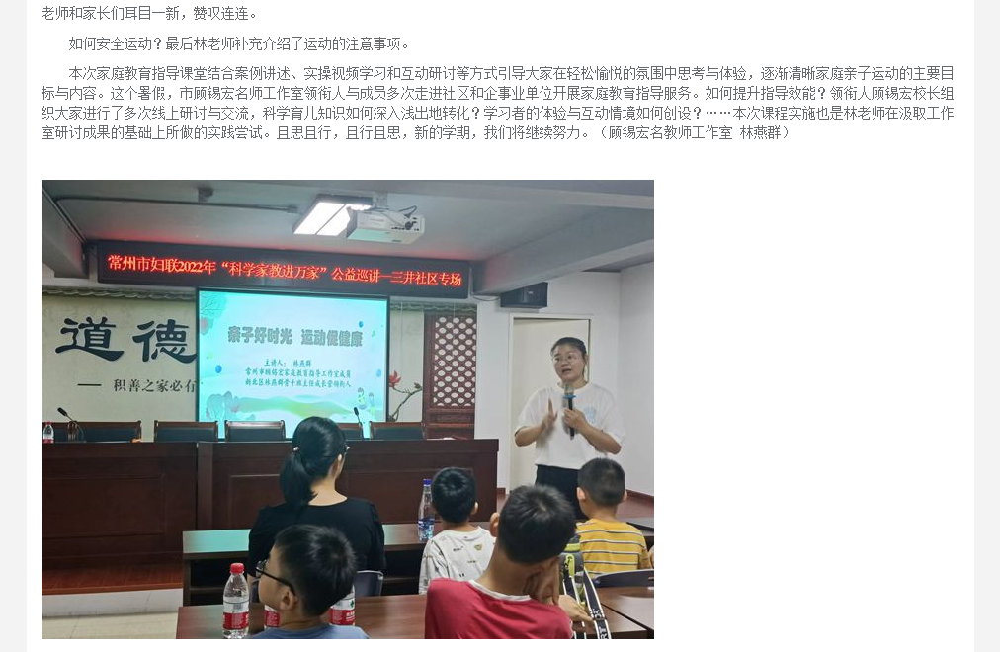 老师和家长们耳目一新，赞叹连连。
如何安全运动？最后林老师补充介绍了运动的注意事项。
本次家庭教育指导课堂结合案例讲述、实操视频学习和互动研讨等方式引导大家在轻松愉悦的氛围中思考与体验，逐渐清晰家庭亲子运动的主要目
标与内容。这个暑假，市顾锡宏名师工作室领衔人与成员多次走进社区和企事业单位开展家庭教育指导服务。如何提升指导效能？领衔人顾锡宏校长组
织大家进行了多次线上研讨与交流，科学育儿知识如何深入浅出地转化？学习者的体验与互动情境如何创设？……本次课程实施也是林老师在汲取工作
室研讨成果的基础上所做的实践尝试。且思且行，且行且思，新的学期，我们将继续努力。（顾锡宏名教师工作室 林燕群）
常州市妇联2022年“科学家教进万家”公益巡讲—三井社区专场
道德
— 积善之家必有
亲子好时光 运动促健康
主讲人： 林燕群
常州市顾锡宏家庭教育指导工作室成员
新北区林燕群骨干班主任成长营领衔人